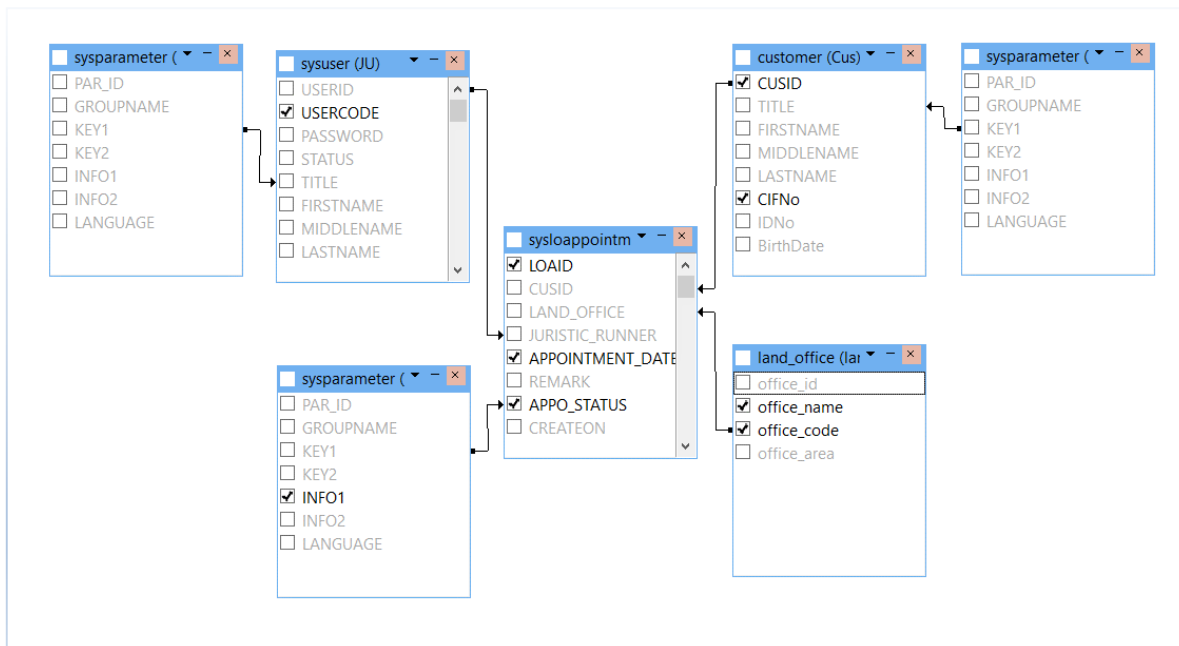 sysparameter (
PAR_ID
GROUPNAME
KEY1
KEY2
INFO1
INFO2
LANGUAGE
sysuser (JU)
USERID
USERCODE
PASSWORD
STATUS
TITLE
FIRSTNAME
MIDDLENAME
LASTNAME
customer (Cus)
CUSID
TITLE
FIRSTNAME
MIDDLENAME
LASTNAME
CIFNo
IDNo
BirthDate
sysparameter (
PAR_ID
GROUPNAME
KEY1
KEY2
INFO1
INFO2
LANGUAGE
sysloappointm
LOAID
CUSID
LAND_OFFICE
JURISTIC_RUNNER
APPOINTMENT_DATE
REMARK
APPO_STATUS
CREATEON
sysparameter (
PAR_ID
GROUPNAME
KEY1
KEY2
INFO1
INFO2
LANGUAGE
land_office (lar
office_id
office_name
office_code
office_area